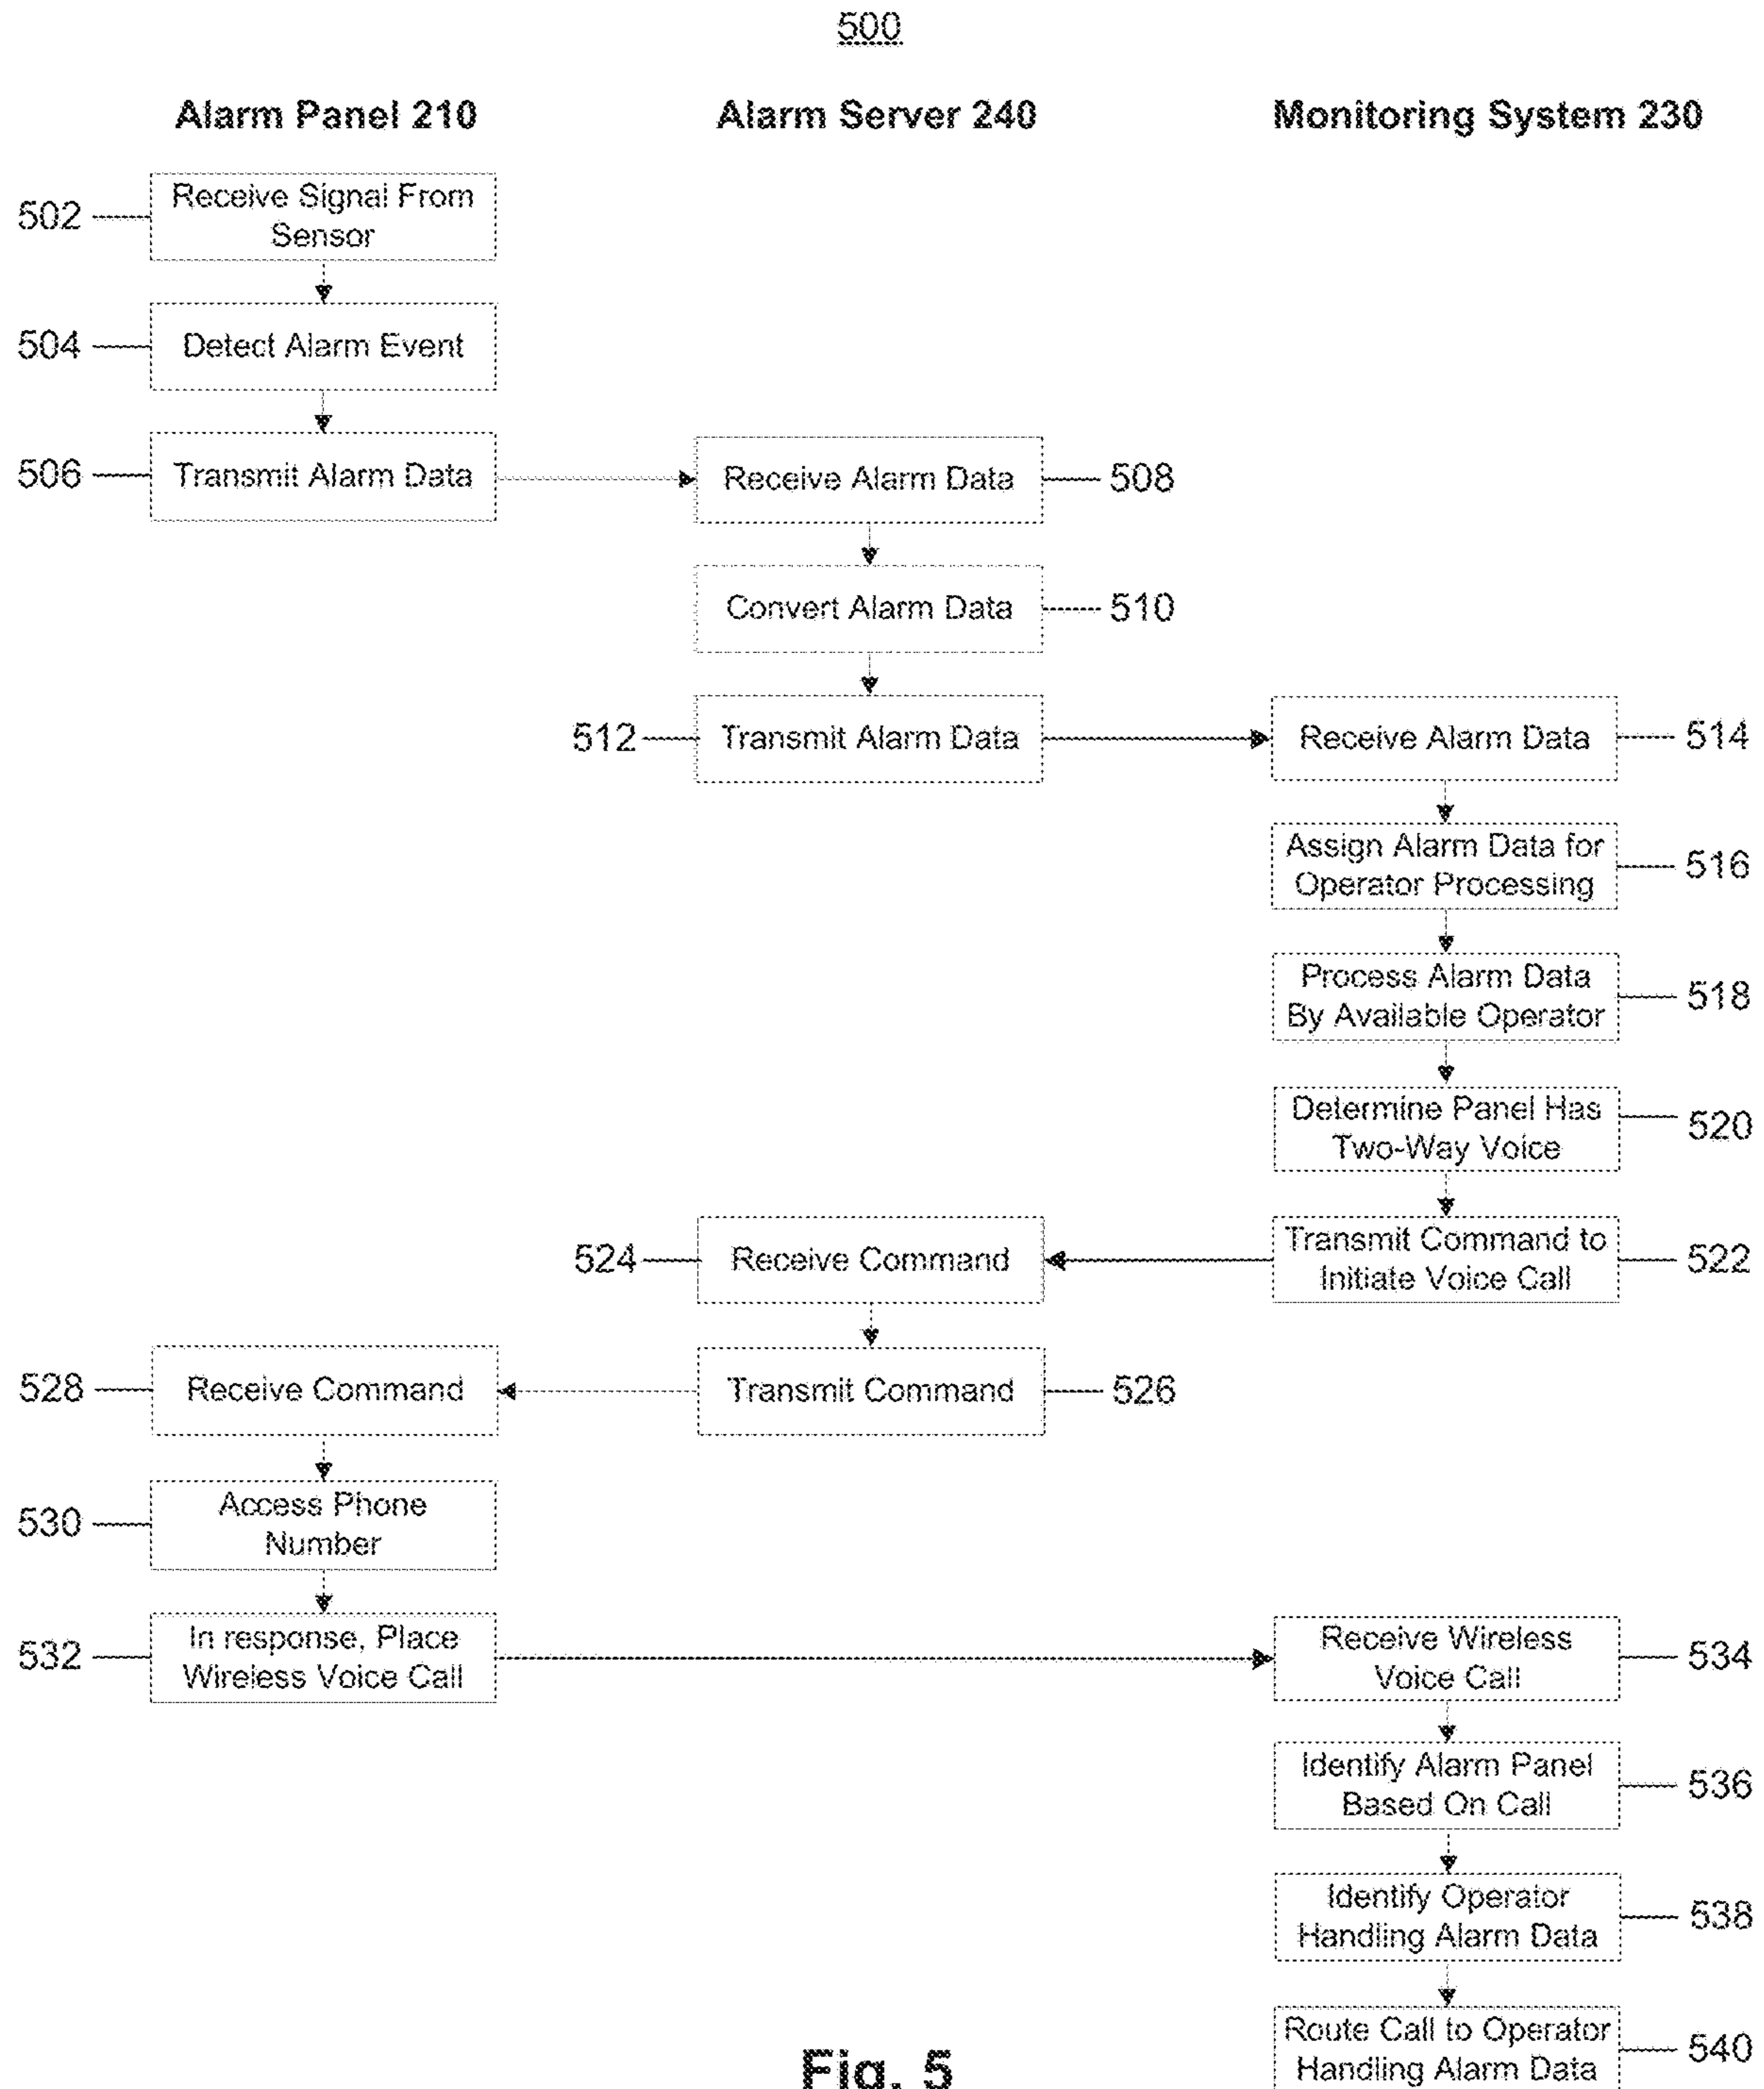 500
Alarm Panel 210
Alarm Server 240
Monitoring System 230
502
Receive Signal From
Sensor
504
Detect Alarm Event
506
Transmit Alarm Data
Receive Alarm Data
508
Convert Alarm Data
510
512
Transmit Alarm Data
Receive Alarm Data
514
Assign Alarm Data for
Operator Processing
516
Process Alarm Data
By Available Operator
518
Determine Panel Has
Two-Way Voice
520
Transmit Command to
Initiate Voice Call
522
524
Receive Command
Transmit Command
526
528
Receive Command
530
Access Phone
Number
532
In response, Place
Wireless Voice Call
Receive Wireless
Voice Call
534
Identify Alarm Panel
Based On Call
536
Identify Operator
Handling Alarm Data
538
Route Call to Operator
Handling Alarm Data
540
Fig. 5